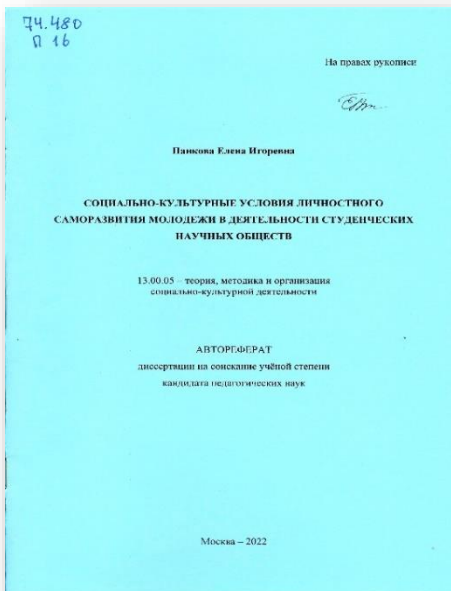 74.480
П 16
На правах рукописи
Панкова Елена Игоревна
СОЦИАЛЬНО-КУЛЬТУРНЫЕ УСЛОВИЯ ЛИЧНОСТНОГО
САМОРАЗВИТИЯ МОЛОДЕЖИ В ДЕЯТЕЛЬНОСТИ СТУДЕНЧЕСКИХ
НАУЧНЫХ ОБЩЕСТВ
13.00.05 – теория, методика и организация
социально-культурной деятельности
АВТОРЕФЕРАТ
диссертации на соискание учёной степени
кандидата педагогических наук
Москва – 2022